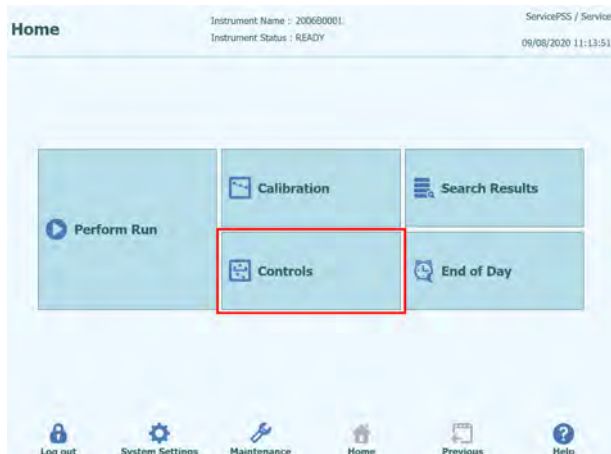 Home
Instrument Name : 200680001
Instrument Status : READY
ServicePSS / Service
09/08/2020 11:13:51
Perform Run
Calibration
Search Results
Controls
End of Day
Log out
System Settings
Maintenance
Home
Previous
Help